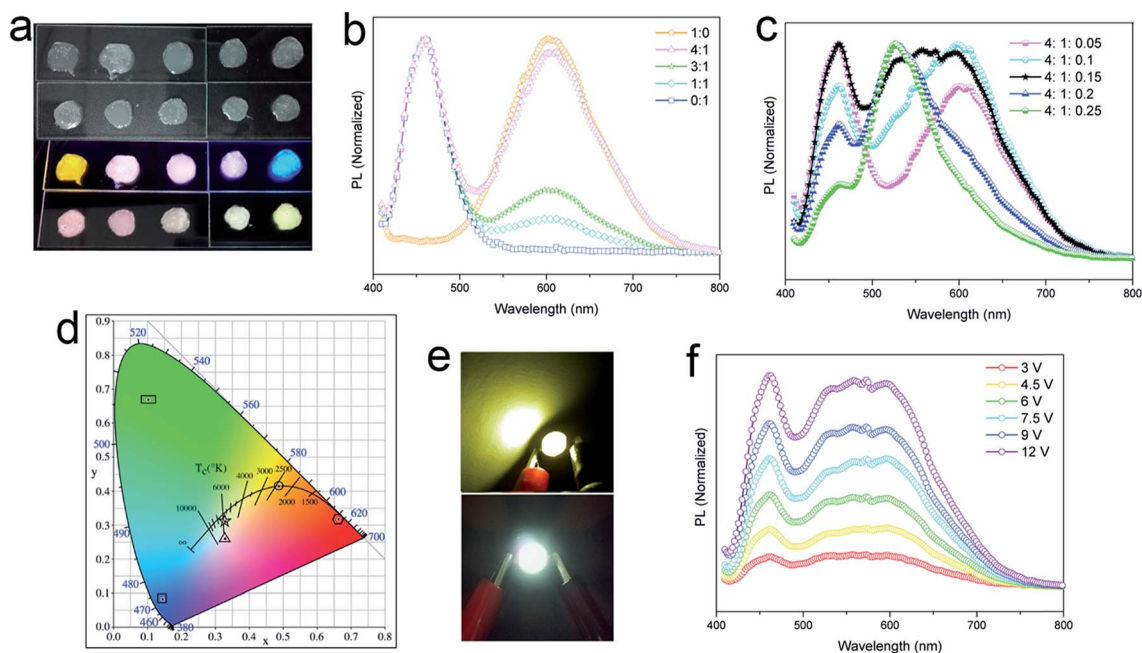 a
b
PL (Normalized)
1:0
4:1
3:1
1:1
0:1
400 500 600 700 800
Wavelength (nm)
c
PL (Normalized)
4: 1: 0.05
4: 1: 0.1
4: 1: 0.15
4: 1: 0.2
4: 1: 0.25
400 500 600 700 800
Wavelength (nm)
d
0.9
0.8
0.7
0.6
0.5
y
0.4
0.3
0.2
0.1
0.0
0.0 0.1 0.2 0.3 0.4 0.5 0.6 0.7 0.8
x
520
540
560
500
580
600
620
700
490
480
470
460
380
Tc(°K)
∞
10000
6000
4000
3000
2500
2000
1500
e
f
PL (Normalized)
3 V
4.5 V
6 V
7.5 V
9 V
12 V
400 500 600 700 800
Wavelength (nm)